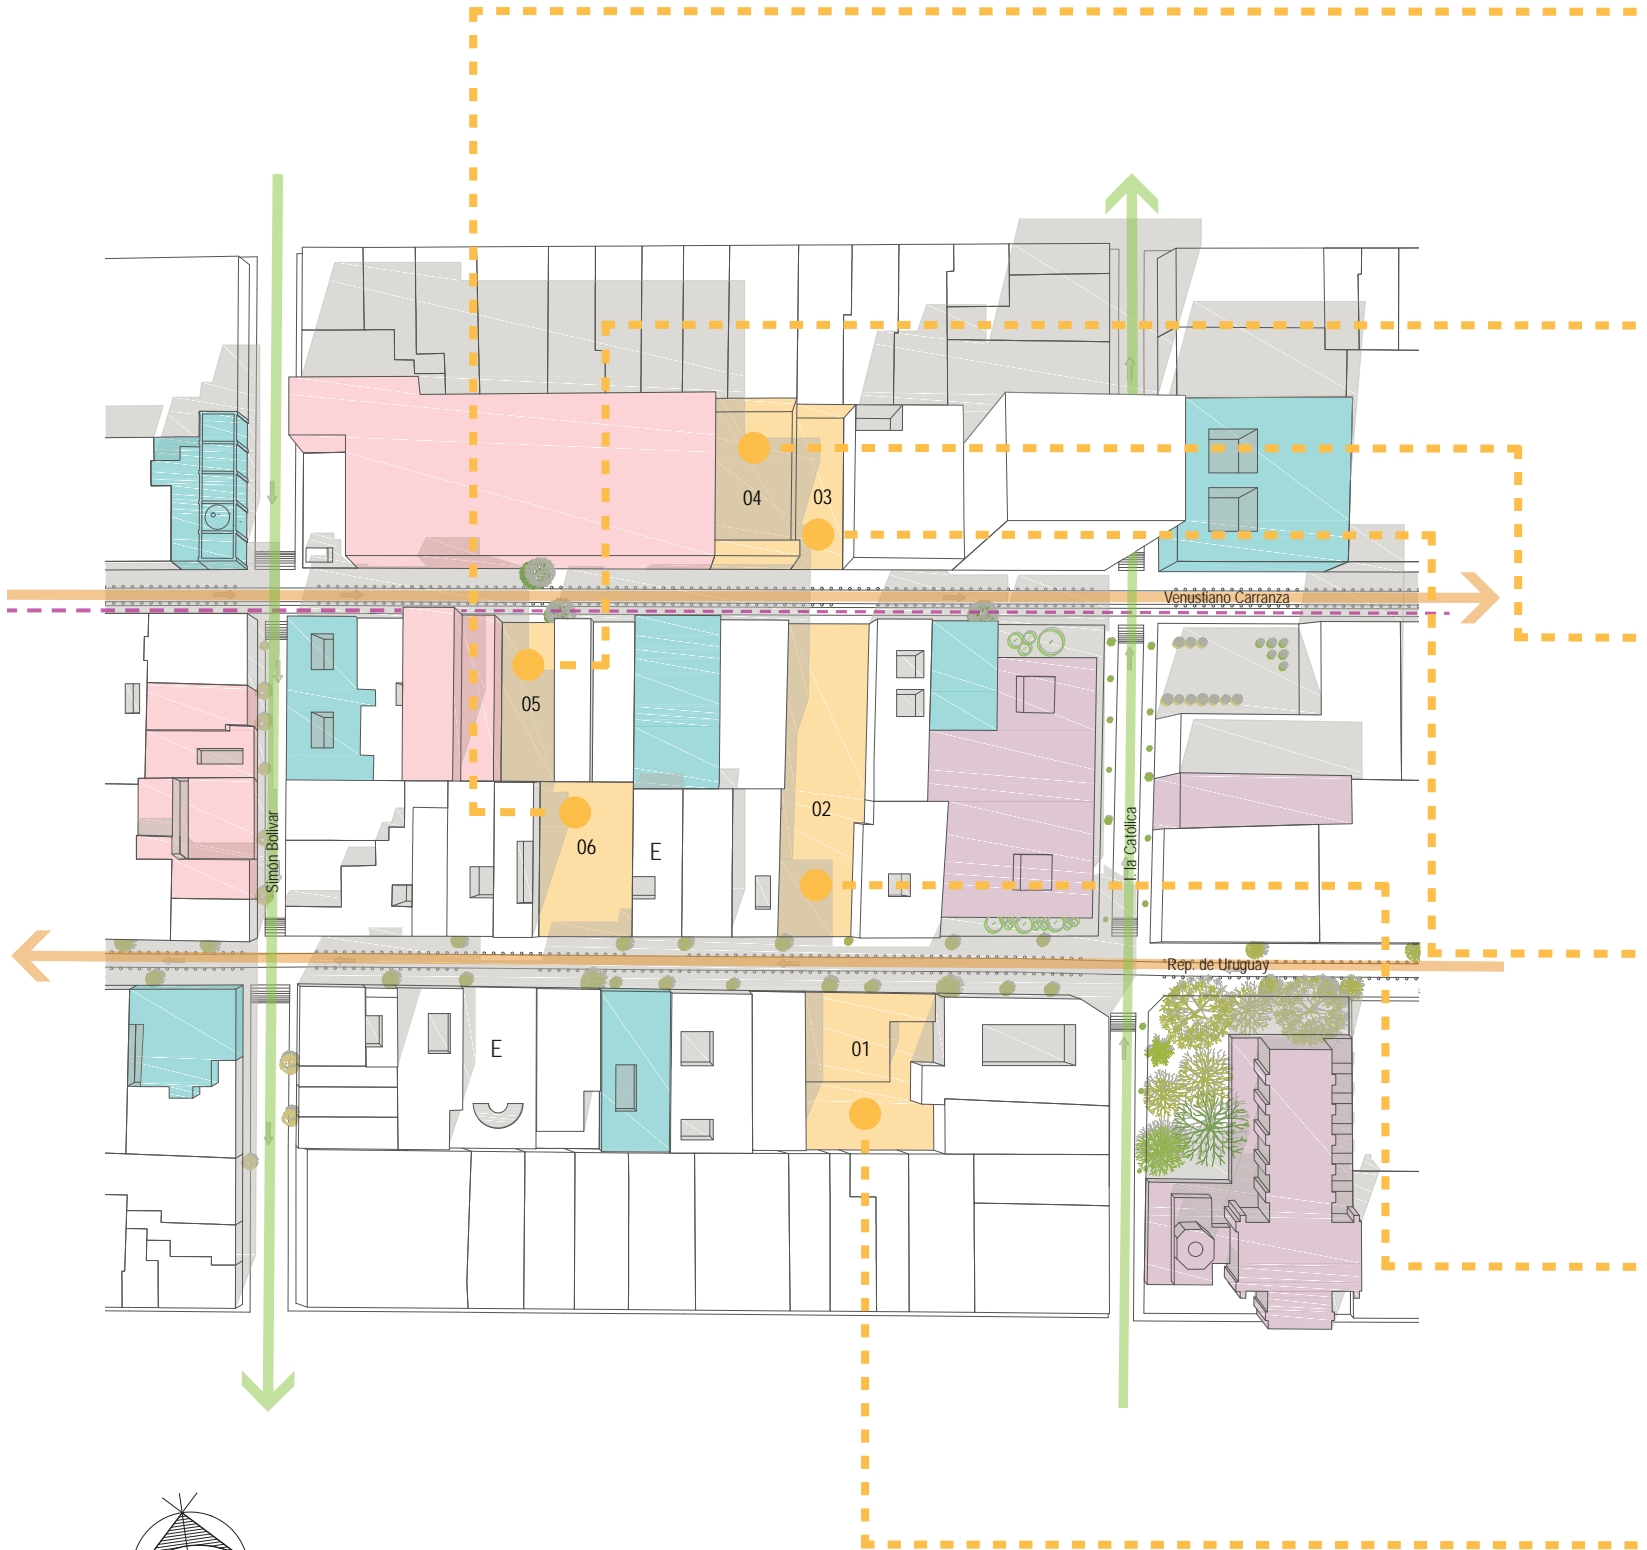 04
03
Venustiano Carranza
05
02
06
E
Simón Bolívar
I. la Católica
Rep. de Uruguay
E
01